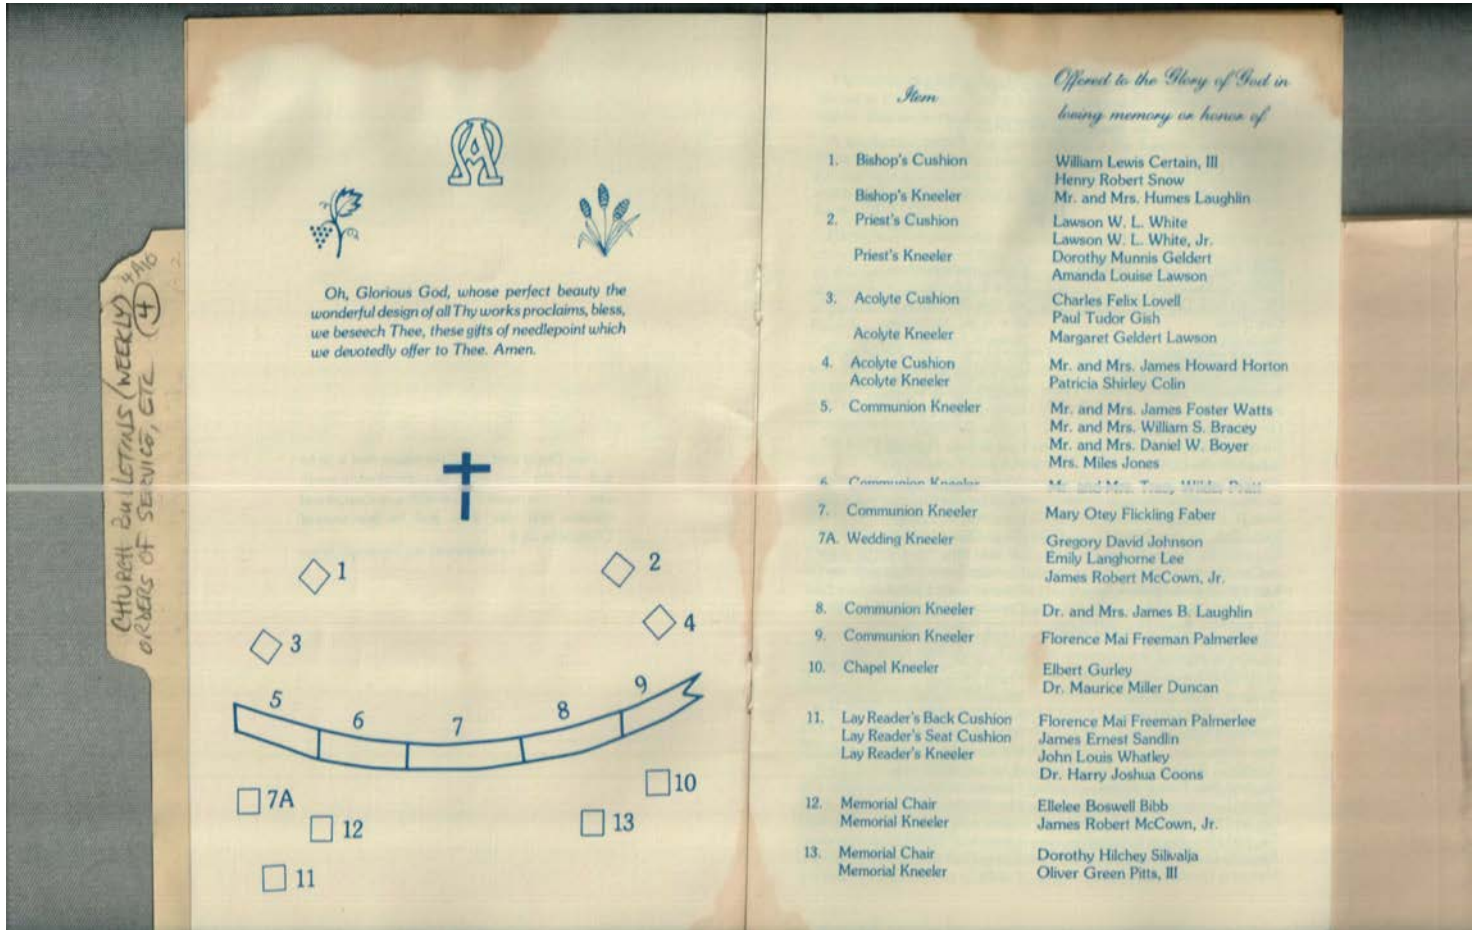 CHURCH BULLETINS (WEEKLY)
ORDERS OF SERVICE, ETC
4
Oh, Glorious God, whose perfect beauty the
wonderful design of all Thy works proclaims, bless,
we beseech Thee, these gifts of needlepoint which
we devotedly offer to Thee. Amen.
1
2
3
4
5
6
7
8
9
7A
10
12
13
11
Item
Offered to the Glory of God in
loving memory or honor of
1. Bishop's Cushion William Lewis Certain, III
Henry Robert Snow
Bishop's Kneeler Mr. and Mrs. Humes Laughlin
2. Priest's Cushion Lawson W. L. White
Lawson W. L. White, Jr.
Priest's Kneeler Dorothy Munnis Geldert
Amanda Louise Lawson
3. Acolyte Cushion Charles Felix Lovell
Paul Tudor Gish
Acolyte Kneeler Margaret Geldert Lawson
4. Acolyte Cushion Mr. and Mrs. James Howard Horton
Acolyte Kneeler Patricia Shirley Colin
5. Communion Kneeler Mr. and Mrs. James Foster Watts
Mr. and Mrs. William S. Bracey
Mr. and Mrs. Daniel W. Boyer
Mrs. Miles Jones
6. Communion Kneeler Mr. and Mrs.
7. Communion Kneeler Mary Otey Flickling Faber
7A. Wedding Kneeler Gregory David Johnson
Emily Langhorne Lee
James Robert McCown, Jr.
8. Communion Kneeler Dr. and Mrs. James B. Laughlin
9. Communion Kneeler Florence Mai Freeman Palmerlee
10. Chapel Kneeler Elbert Gurley
Dr. Maurice Miller Duncan
11. Lay Reader's Back Cushion Florence Mai Freeman Palmerlee
Lay Reader's Seat Cushion James Ernest Sandlin
Lay Reader's Kneeler John Louis Whatley
Dr. Harry Joshua Coons
12. Memorial Chair Ellelee Boswell Bibb
Memorial Kneeler James Robert McCown, Jr.
13. Memorial Chair Dorothy Hilchey Silivalja
Memorial Kneeler Oliver Green Pitts, III